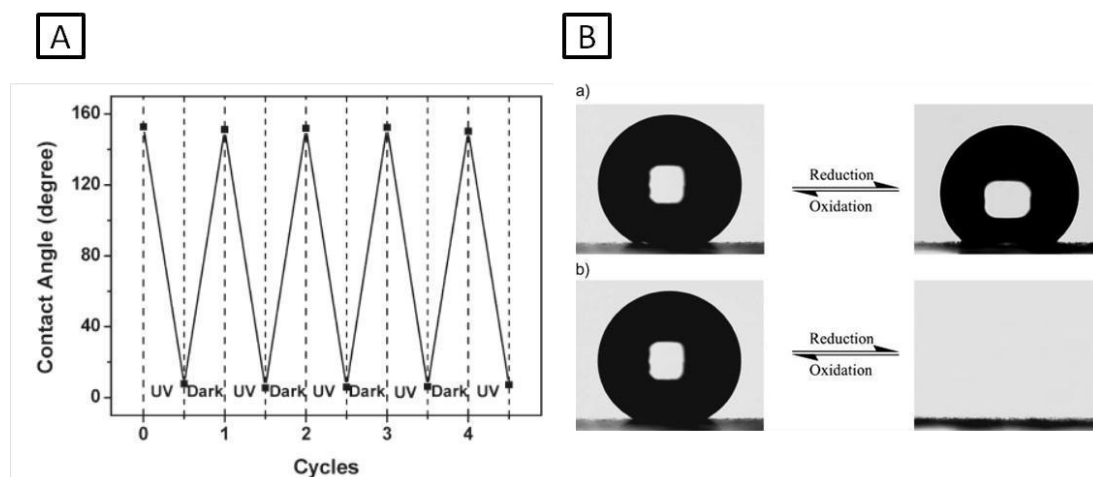 A
B
Contact Angle (degree)
160
120
80
40
0
UV Dark UV Dark UV Dark UV Dark UV
0 1 2 3 4
Cycles
a)
Reduction
Oxidation
b)
Reduction
Oxidation